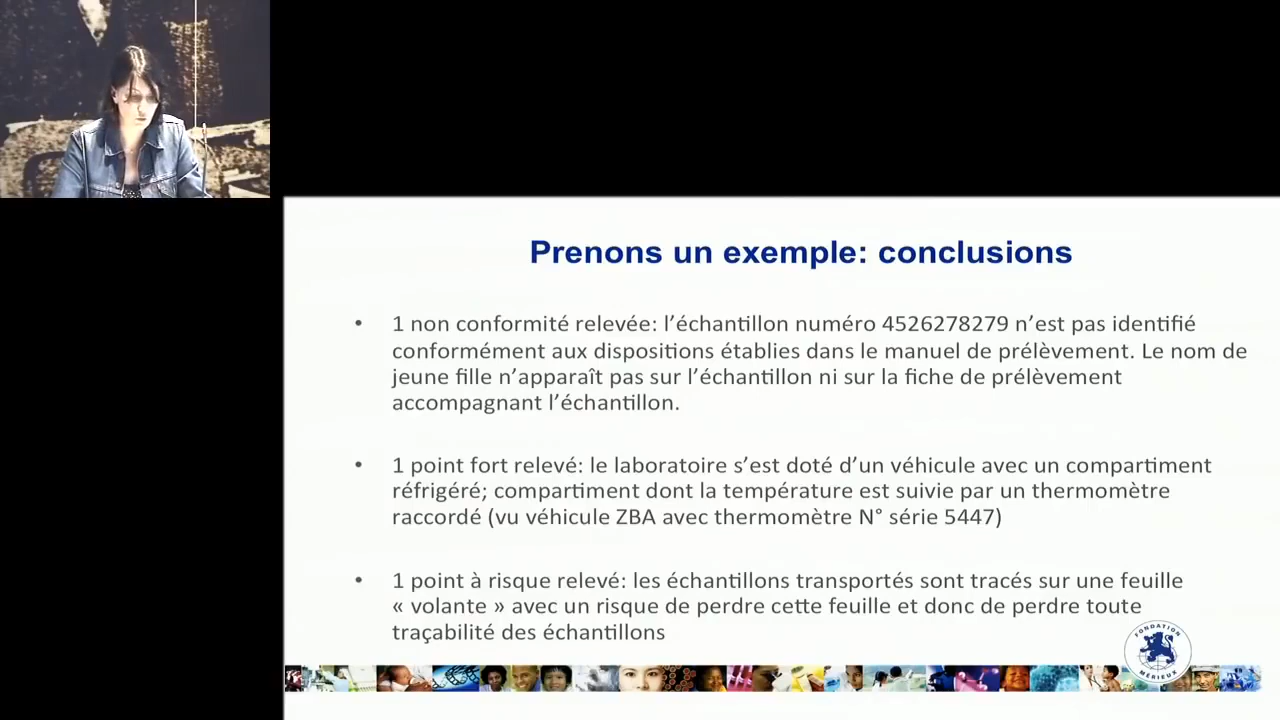 Prenons un exemple: conclusions
• 1 non conformité relevée: l’échantillon numéro 4526278279 n’est pas identifié
conformément aux dispositions établies dans le manuel de prélèvement. Le nom de
jeune fille n’apparaît pas sur l’échantillon ni sur la fiche de prélèvement
accompagnant l’échantillon.
• 1 point fort relevé: le laboratoire s’est doté d’un véhicule avec un compartiment
réfrigéré; compartiment dont la température est suivie par un thermomètre
raccordé (vu véhicule ZBA avec thermomètre N° série 5447)
• 1 point à risque relevé: les échantillons transportés sont tracés sur une feuille
« volante » avec un risque de perdre cette feuille et donc de perdre toute
traçabilité des échantillons
FONDATION
MÉRIEUX